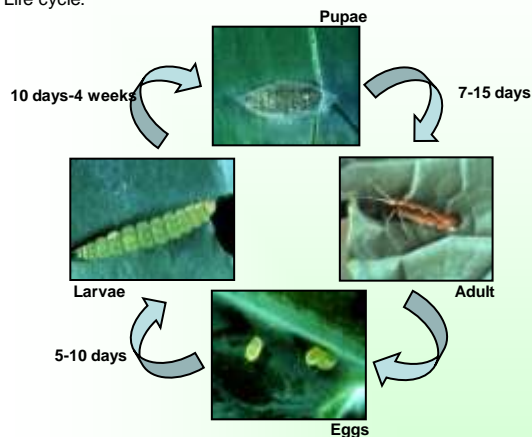 Life cycle:
Pupae
10 days-4 weeks
7-15 days
Larvae
Adult
5-10 days
Eggs